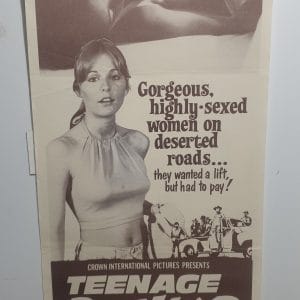 Gorgeous,
highly-sexed
women on
deserted
roads...
they wanted a lift,
but had to pay!
CROWN INTERNATIONAL PICTURES PRESENTS
TEENAGE